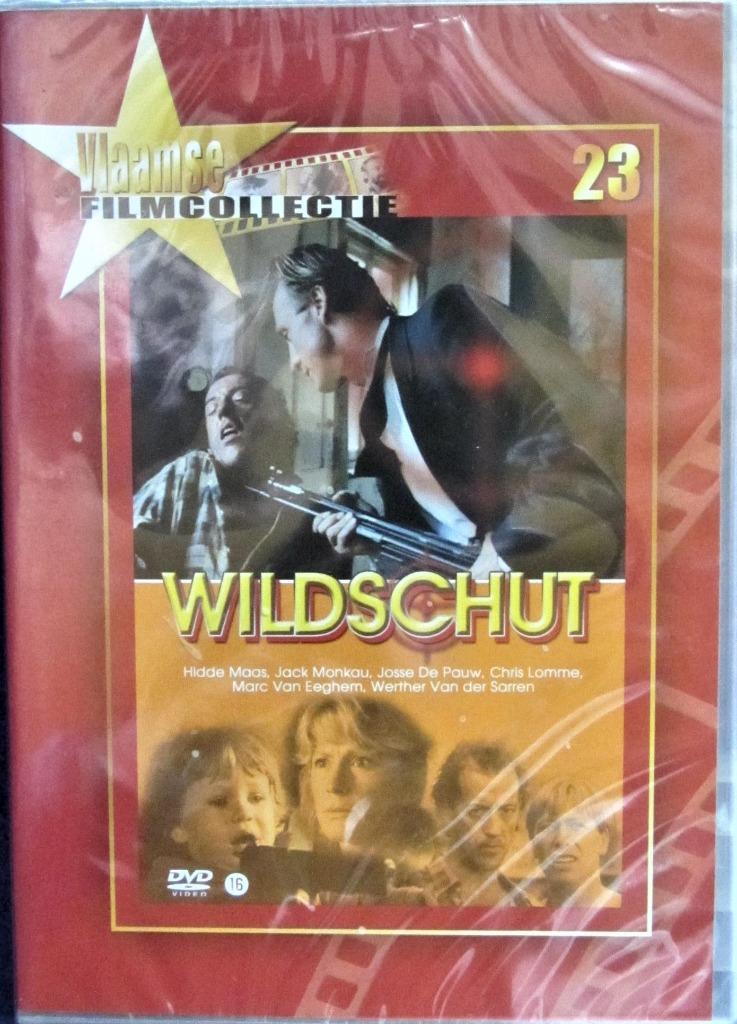 Vlaamse
FILMCOLLECTIE
23
WILDSCHUT
Hidde Maas, Jack Monkau, Josse De Pauw, Chris Lomme,
Marc Van Eeghem, Werther Van der Sarren
DVD
VIDEO
16